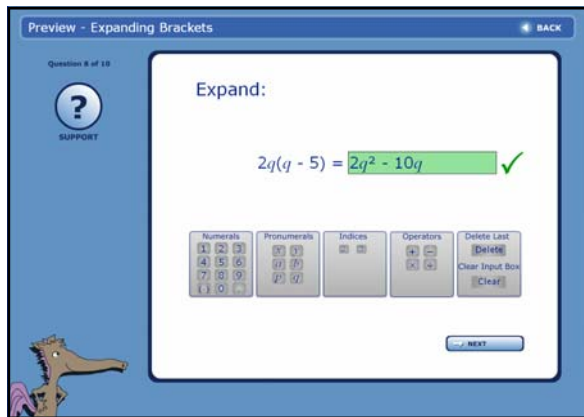 Preview - Expanding Brackets
BACK
Question 8 of 10
?
SUPPORT
Expand:
2q(q - 5) = 2q² - 10q
Numerals Pronumerals Indices Operators Delete Last
1 2 3 x y + − Delete
4 5 6 a b × ÷ Clear Input Box
7 8 9 p q Clear
( ) 0
NEXT